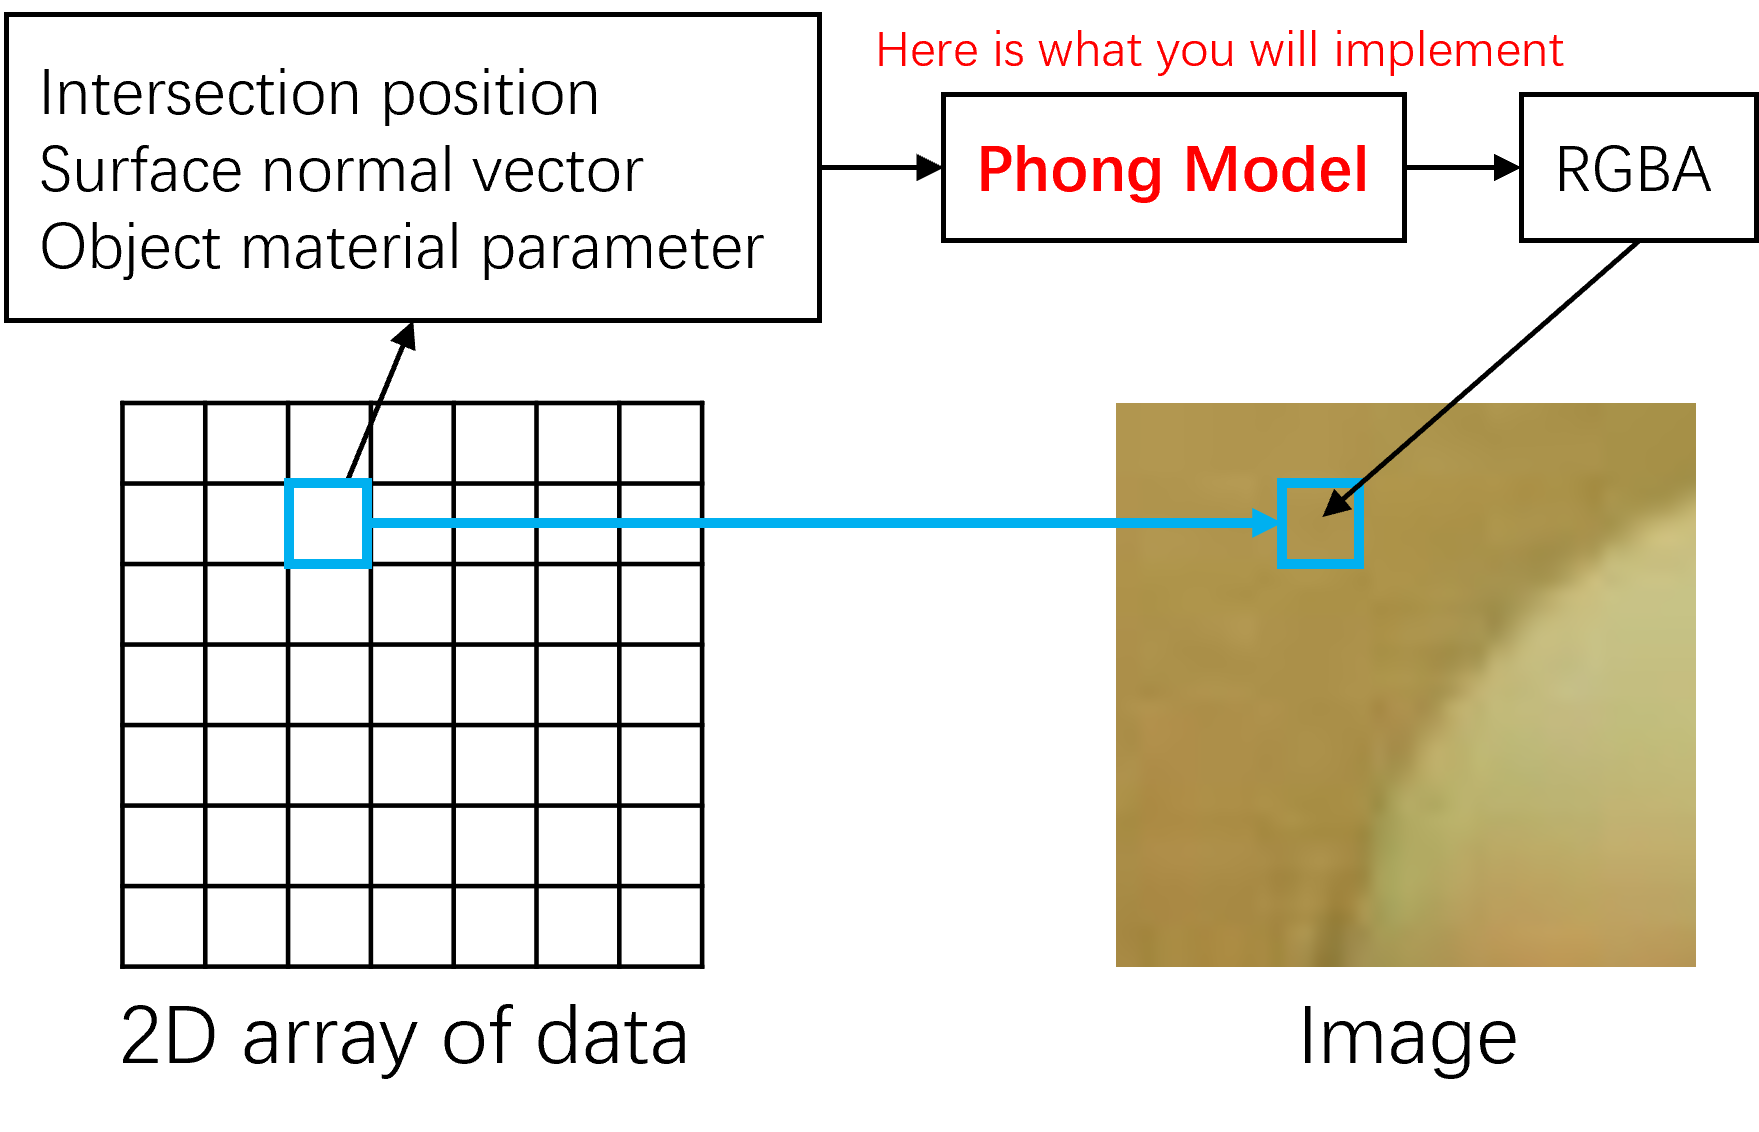 Here is what you will implement
Intersection position
Surface normal vector
Object material parameter
Phong Model
RGBA
2D array of data
Image